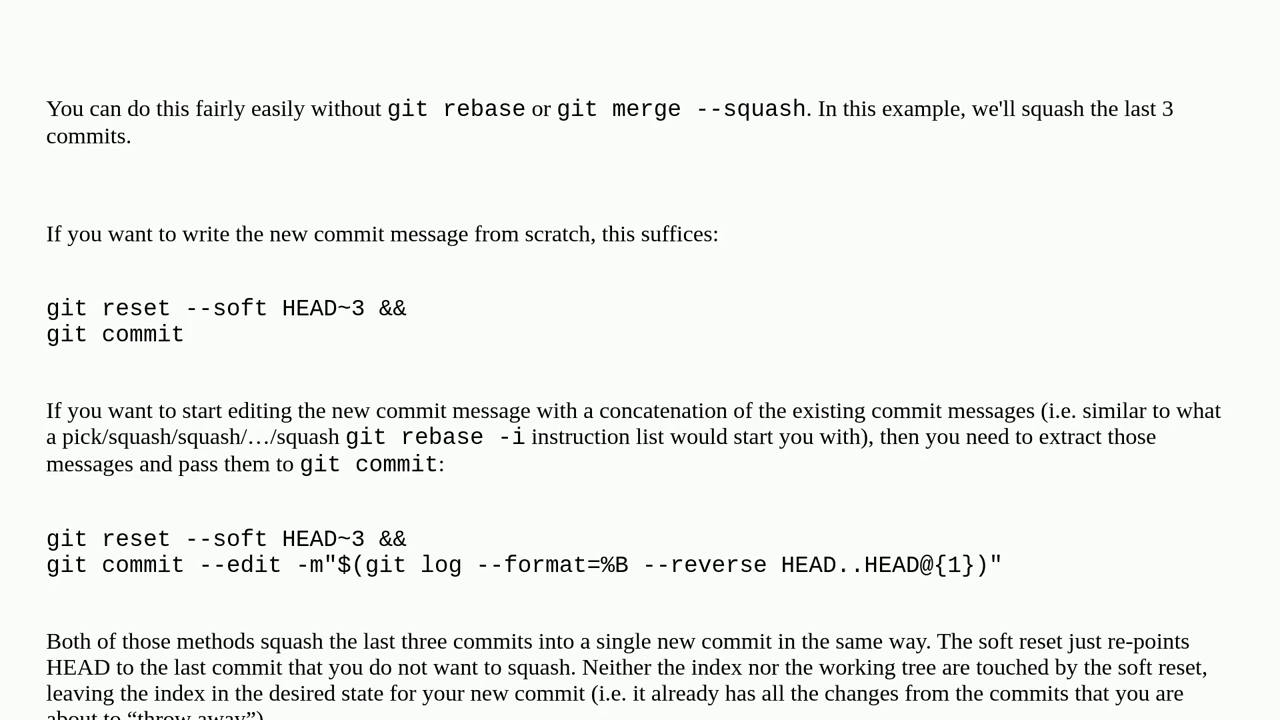 You can do this fairly easily without git rebase or git merge --squash. In this example, we'll squash the last 3
commits.
If you want to write the new commit message from scratch, this suffices:
git reset --soft HEAD~3 &&
git commit
If you want to start editing the new commit message with a concatenation of the existing commit messages (i.e. similar to what
a pick/squash/squash/…/squash git rebase -i instruction list would start you with), then you need to extract those
messages and pass them to git commit:
git reset --soft HEAD~3 &&
git commit --edit -m"$(git log --format=%B --reverse HEAD..HEAD@{1})"
Both of those methods squash the last three commits into a single new commit in the same way. The soft reset just re-points
HEAD to the last commit that you do not want to squash. Neither the index nor the working tree are touched by the soft reset,
leaving the index in the desired state for your new commit (i.e. it already has all the changes from the commits that you are
about to “throw away”).